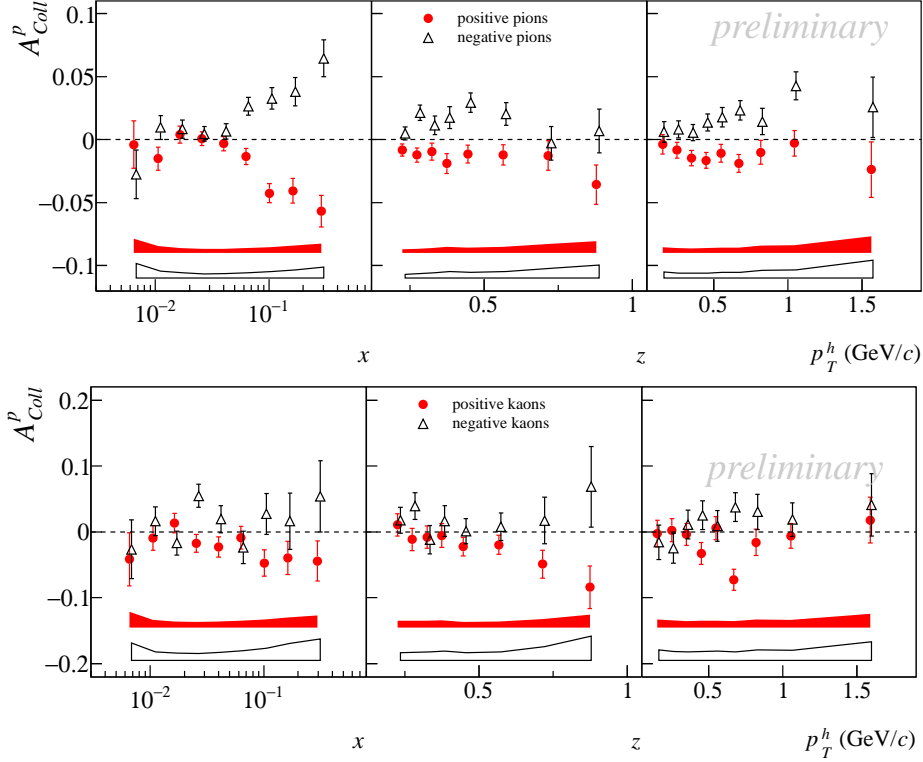 A^p_Coll
0.1
0.05
0
−0.05
−0.1
positive pions
negative pions
preliminary
10^−2 10^−1 0.5 1 0.5 1 1.5
x z p_T^h (GeV/c)
A^p_Coll
0.2
0.1
0
−0.1
−0.2
positive kaons
negative kaons
preliminary
10^−2 10^−1 0.5 1 0.5 1 1.5
x z p_T^h (GeV/c)